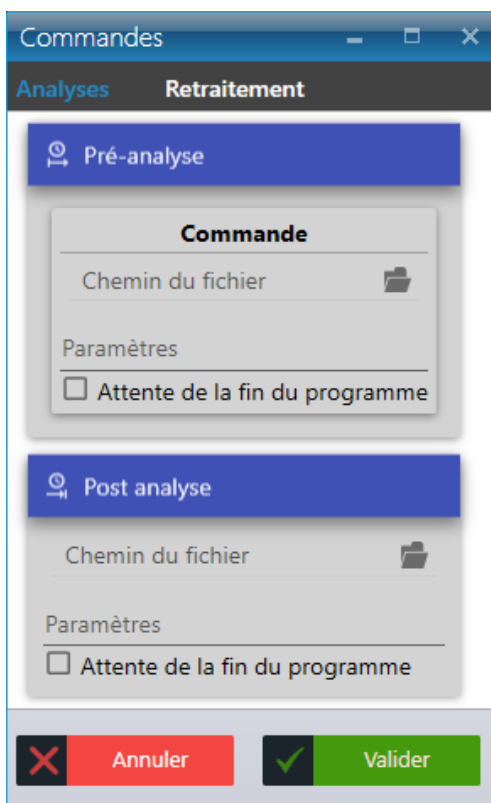 Commandes
Analyses Retraitement
Pré-analyse
Commande
Chemin du fichier
Paramètres
Attente de la fin du programme
Post analyse
Chemin du fichier
Paramètres
Attente de la fin du programme
Annuler Valider